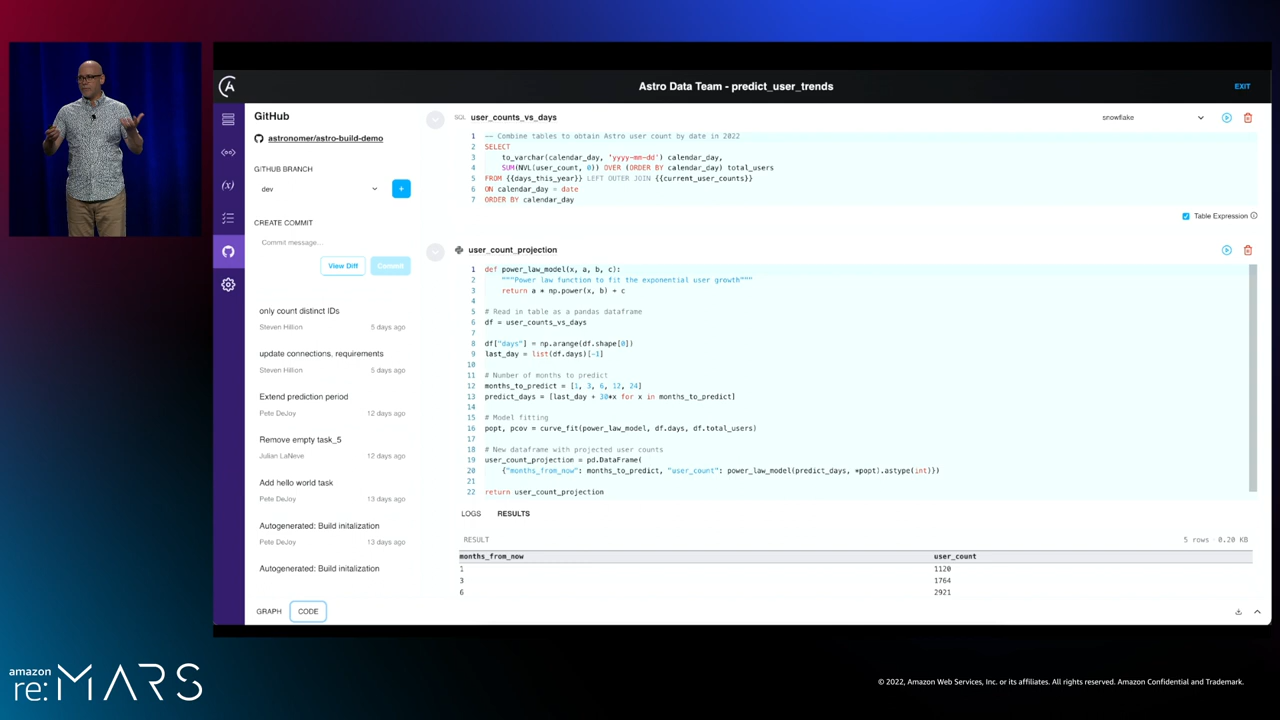 Astro Data Team - predict_user_trends
EXIT
GitHub
astronomer/astro-build-demo
GITHUB BRANCH
dev
+
CREATE COMMIT
Commit message...
View Diff
Commit
only count distinct IDs
Steven Hillion
5 days ago
update connections, requirements
Steven Hillion
5 days ago
Extend prediction period
Pete DeJoy
12 days ago
Remove empty task_5
Julian LaNeve
12 days ago
Add hello world task
Pete DeJoy
13 days ago
Autogenerated: Build initalization
Pete DeJoy
13 days ago
Autogenerated: Build initalization
SQL user_counts_vs_days
snowflake
1 -- Combine tables to obtain Astro user count by date in 2022
2 SELECT
3 to_varchar(calendar_day, 'yyyy-mm-dd') calendar_day,
4 SUM(NVL(user_count, 0)) OVER (ORDER BY calendar_day) total_users
5 FROM {{days_this_year}} LEFT OUTER JOIN {{current_user_counts}}
6 ON calendar_day = date
7 ORDER BY calendar_day
Table Expression
user_count_projection
1 def power_law_model(x, a, b, c):
2 """Power law function to fit the exponential user growth"""
3 return a * np.power(x, b) + c
4
5 # Read in table as a pandas dataframe
6 df = user_counts_vs_days
7
8 df["days"] = np.arange(df.shape[0])
9 last_day = list(df.days)[-1]
10
11 # Number of months to predict
12 months_to_predict = [1, 3, 6, 12, 24]
13 predict_days = [last_day + 30*x for x in months_to_predict]
14
15 # Model fitting
16 popt, pcov = curve_fit(power_law_model, df.days, df.total_users)
17
18 # New dataframe with projected user counts
19 user_count_projection = pd.DataFrame(
20 {"months_from_now": months_to_predict, "user_count": power_law_model(predict_days, *popt).astype(int)})
21
22 return user_count_projection
LOGS RESULTS
RESULT
5 rows · 0.20 KB
months_from_now user_count
1 1120
3 1764
6 2921
GRAPH CODE
amazon
re:MARS
© 2022, Amazon Web Services, Inc. or its affiliates. All rights reserved. Amazon Confidential and Trademark.